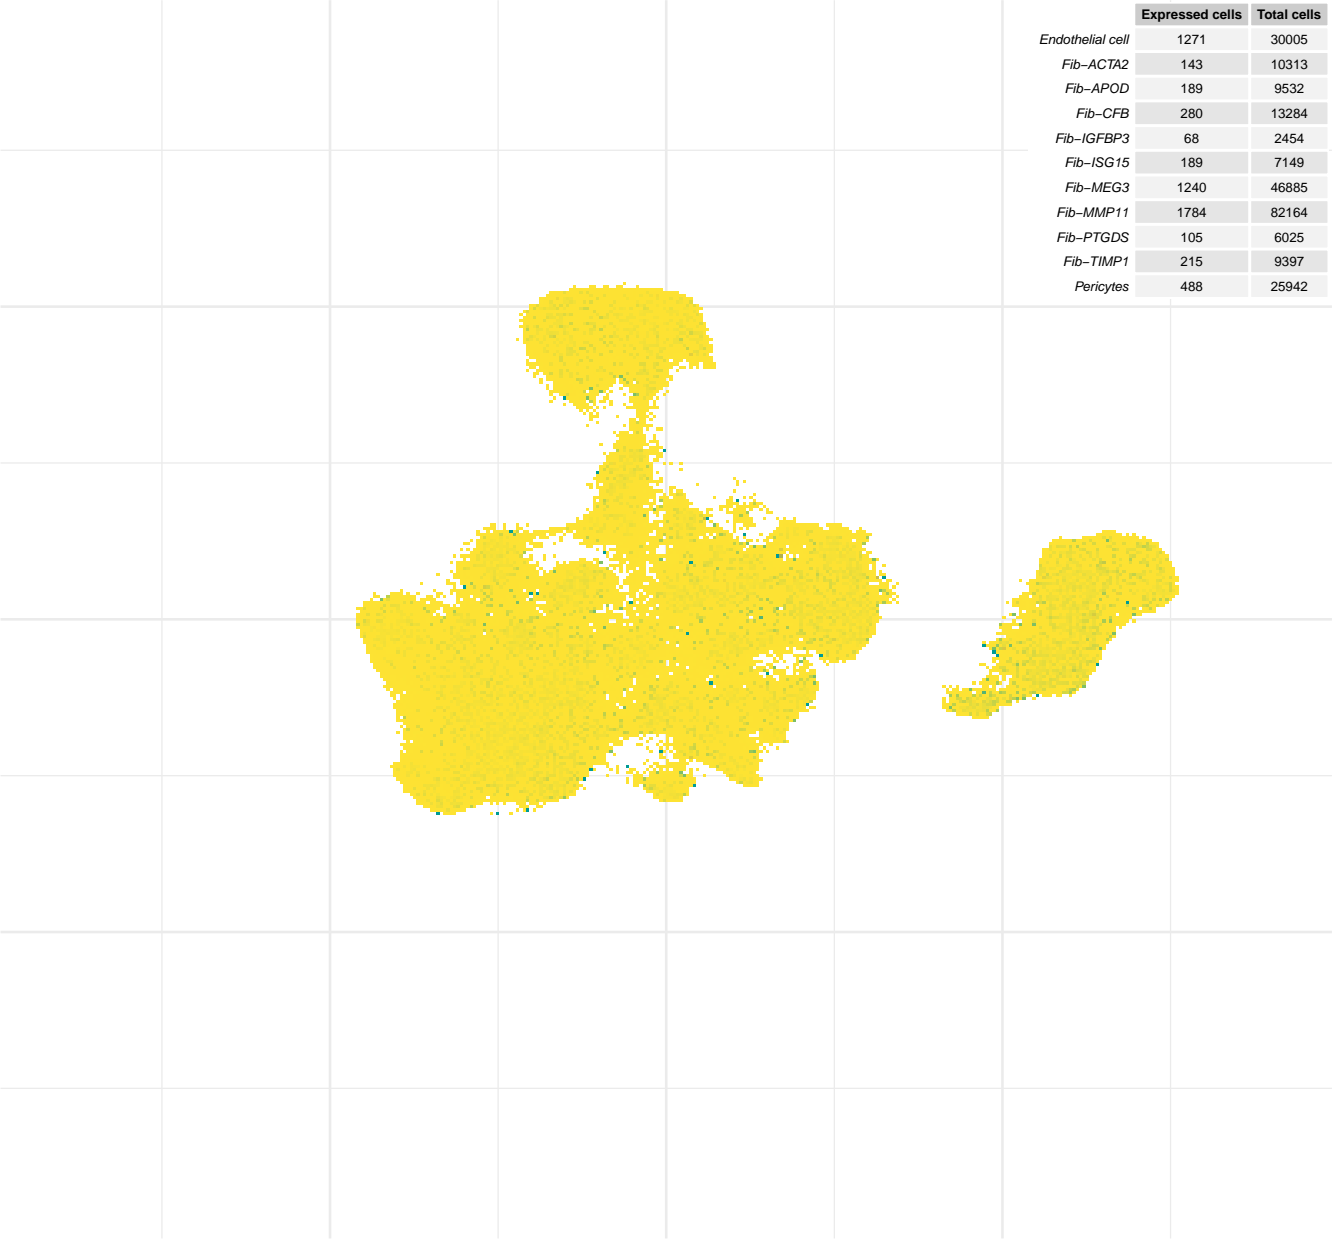 Expressed cells Total cells
Endothelial cell 1271 30005
Fib−ACTA2 143 10313
Fib−APOD 189 9532
Fib−CFB 280 13284
Fib−IGFBP3 68 2454
Fib−ISG15 189 7149
Fib−MEG3 1240 46885
Fib−MMP11 1784 82164
Fib−PTGDS 105 6025
Fib−TIMP1 215 9397
Pericytes 488 25942